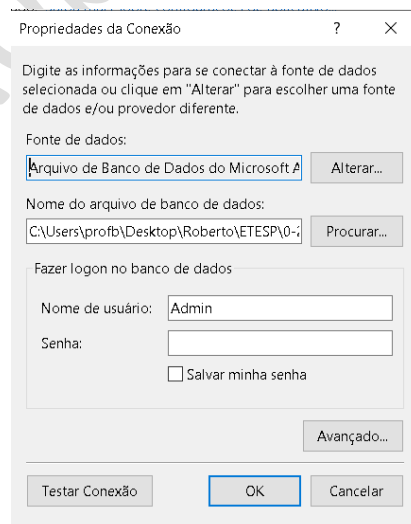 Propriedades da Conexão
?
Digite as informações para se conectar à fonte de dados
selecionada ou clique em "Alterar" para escolher uma fonte
de dados e/ou provedor diferente.
Fonte de dados:
Arquivo de Banco de Dados do Microsoft A
Alterar...
Nome do arquivo de banco de dados:
C:\Users\profb\Desktop\Roberto\ETESP\0-2
Procurar...
Fazer logon no banco de dados
Nome de usuário:
Admin
Senha:
Salvar minha senha
Avançado...
Testar Conexão
OK
Cancelar